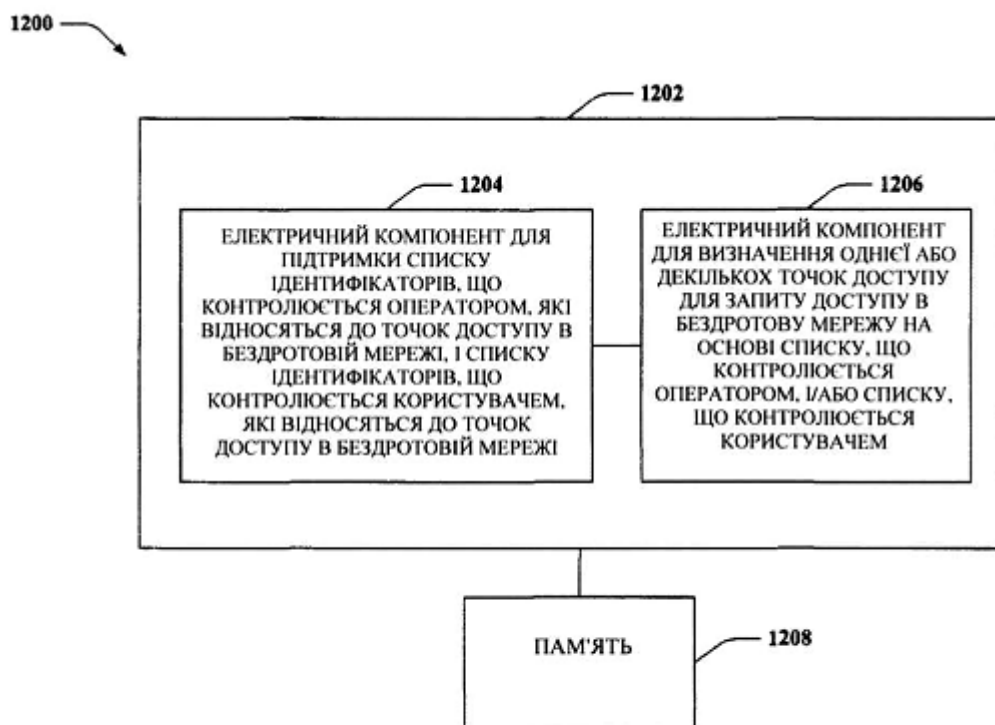 1200
1202
1204
ЕЛЕКТРИЧНИЙ КОМПОНЕНТ ДЛЯ
ПІДТРИМКИ СПИСКУ
ІДЕНТИФІКАТОРІВ, ЩО
КОНТРОЛЮЄТЬСЯ ОПЕРАТОРОМ, ЯКІ
ВІДНОСЯТЬСЯ ДО ТОЧОК ДОСТУПУ В
БЕЗДРОТОВІЙ МЕРЕЖІ, І СПИСКУ
ІДЕНТИФІКАТОРІВ, ЩО
КОНТРОЛЮЄТЬСЯ КОРИСТУВАЧЕМ,
ЯКІ ВІДНОСЯТЬСЯ ДО ТОЧОК
ДОСТУПУ В БЕЗДРОТОВІЙ МЕРЕЖІ
1206
ЕЛЕКТРИЧНИЙ КОМПОНЕНТ
ДЛЯ ВИЗНАЧЕННЯ ОДНІЄЇ АБО
ДЕКІЛЬКОХ ТОЧОК ДОСТУПУ
ДЛЯ ЗАПИТУ ДОСТУПУ В
БЕЗДРОТОВУ МЕРЕЖУ НА
ОСНОВІ СПИСКУ, ЩО
КОНТРОЛЮЄТЬСЯ
ОПЕРАТОРОМ, І/АБО СПИСКУ,
ЩО КОНТРОЛЮЄТЬСЯ
КОРИСТУВАЧЕМ
ПАМ'ЯТЬ
1208